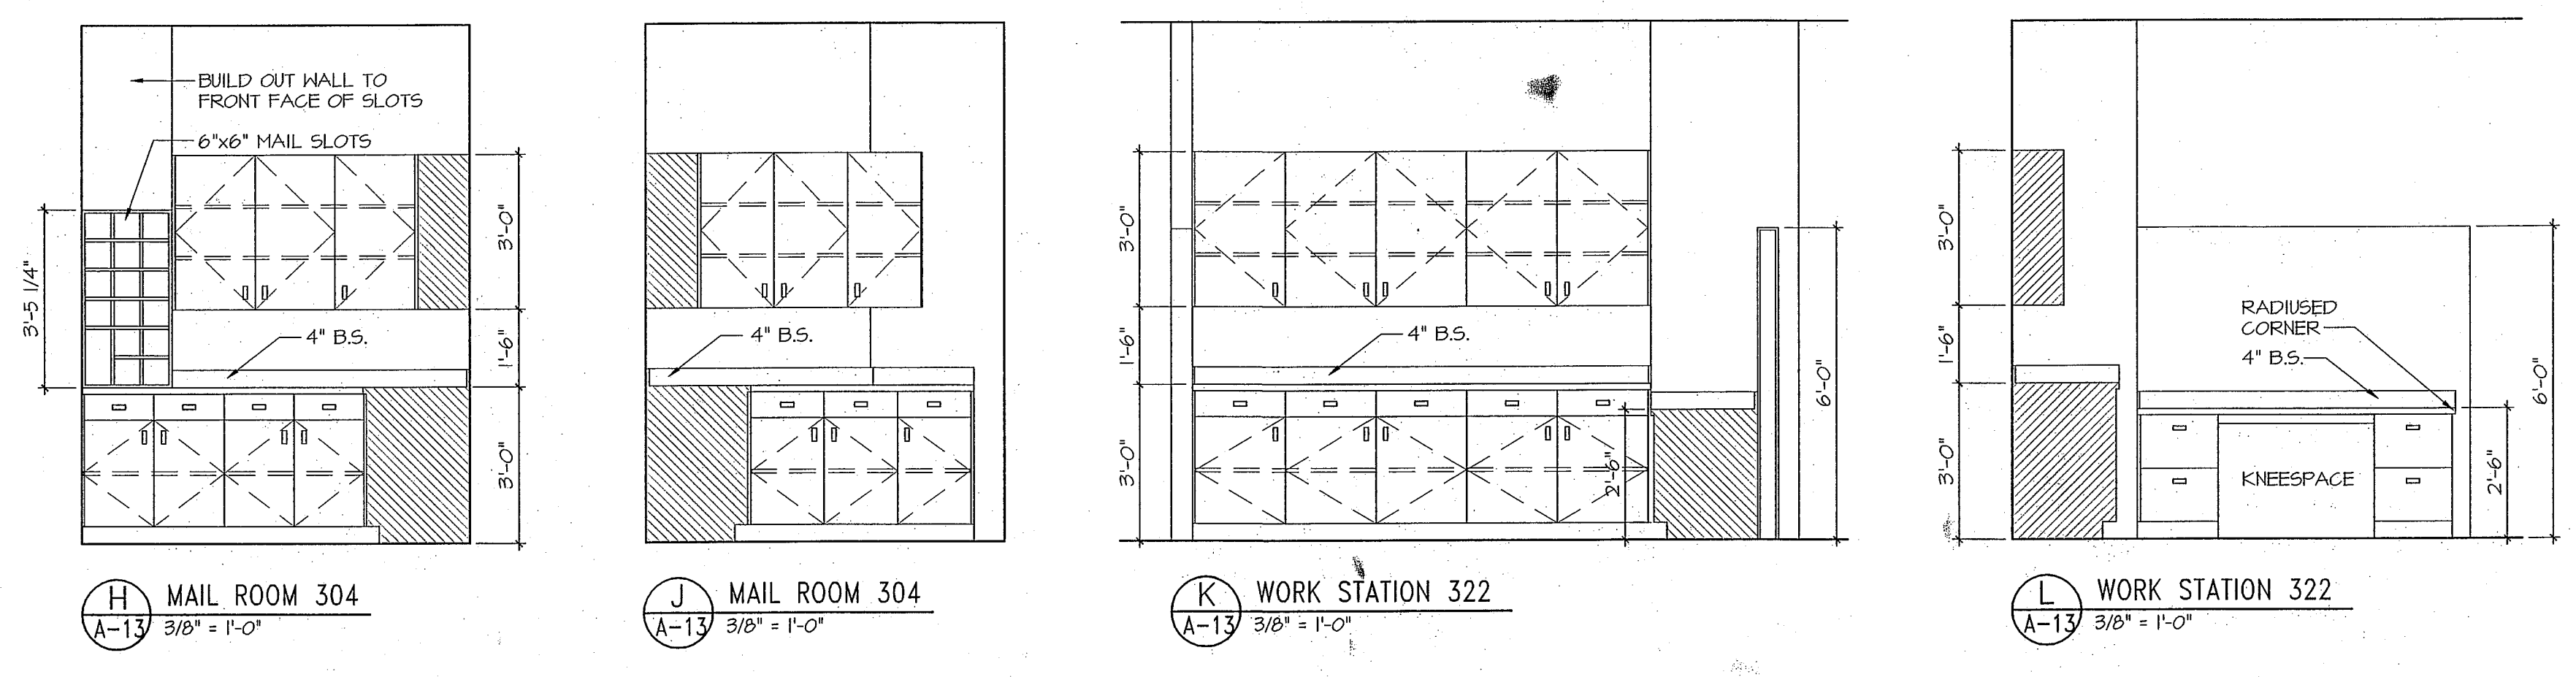 BUILD OUT WALL TO
FRONT FACE OF SLOTS
6"x6" MAIL SLOTS
3'-5 1/4"
4" B.S.
3'-0"
1'-6"
3'-0"
H
A-13
MAIL ROOM 304
3/8" = 1'-0"
4" B.S.
J
A-13
MAIL ROOM 304
3/8" = 1'-0"
3'-0"
1'-6"
3'-0"
4" B.S.
2'-6"
6'-0"
K
A-13
WORK STATION 322
3/8" = 1'-0"
3'-0"
1'-6"
3'-0"
RADIUSED
CORNER
4" B.S.
KNEESPACE
2'-6"
6'-0"
L
A-13
WORK STATION 322
3/8" = 1'-0"